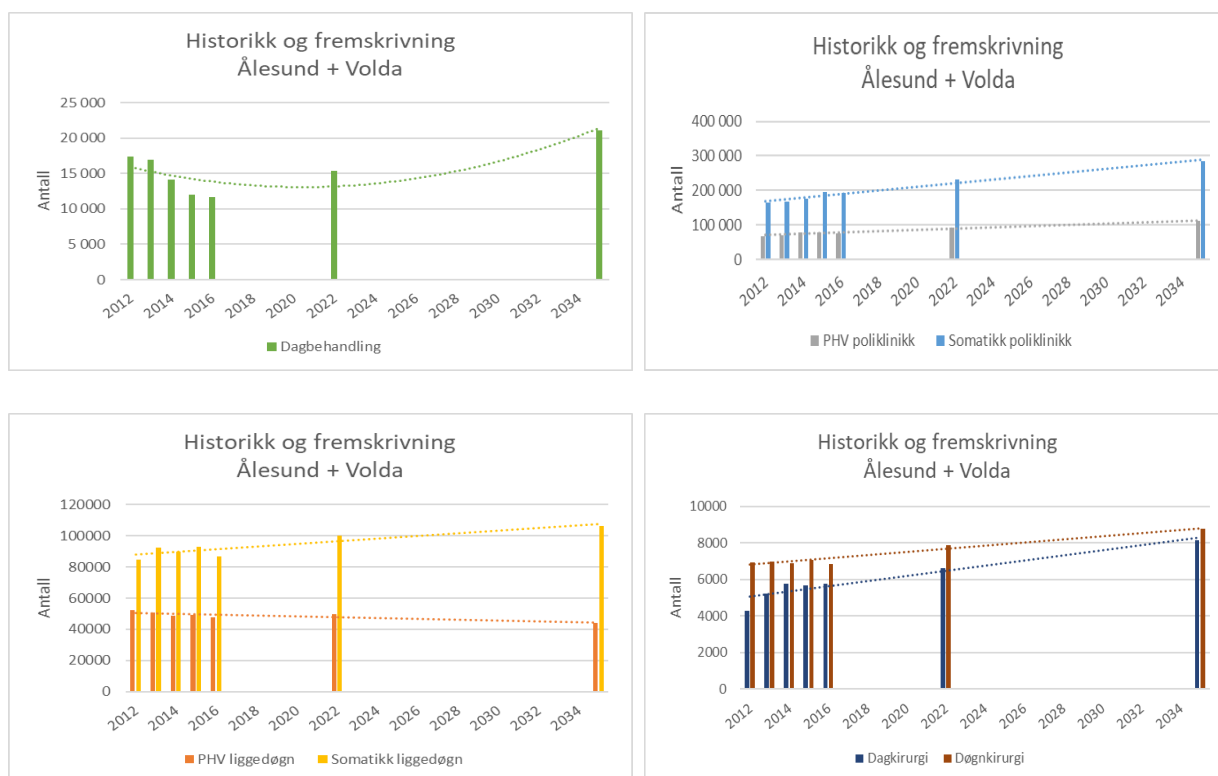 Historikk og fremskrivning
Ålesund + Volda
25 000
20 000
15 000
10 000
5 000
0
Antall
2012 2014 2016 2018 2020 2022 2024 2026 2028 2030 2032 2034
Dagbehandling
Historikk og fremskrivning
Ålesund + Volda
400 000
300 000
200 000
100 000
0
Antall
2012 2014 2016 2018 2020 2022 2024 2026 2028 2030 2032 2034
PHV poliklinikk Somatikk poliklinikk
Historikk og fremskrivning
Ålesund + Volda
120000
100000
80000
60000
40000
20000
0
Antall
2012 2014 2016 2018 2020 2022 2024 2026 2028 2030 2032 2034
PHV liggedøgn Somatikk liggedøgn
Historikk og fremskrivning
Ålesund + Volda
10000
8000
6000
4000
2000
0
Antall
2012 2014 2016 2018 2020 2022 2024 2026 2028 2030 2032 2034
Dagkirurgi Døgnkirurgi